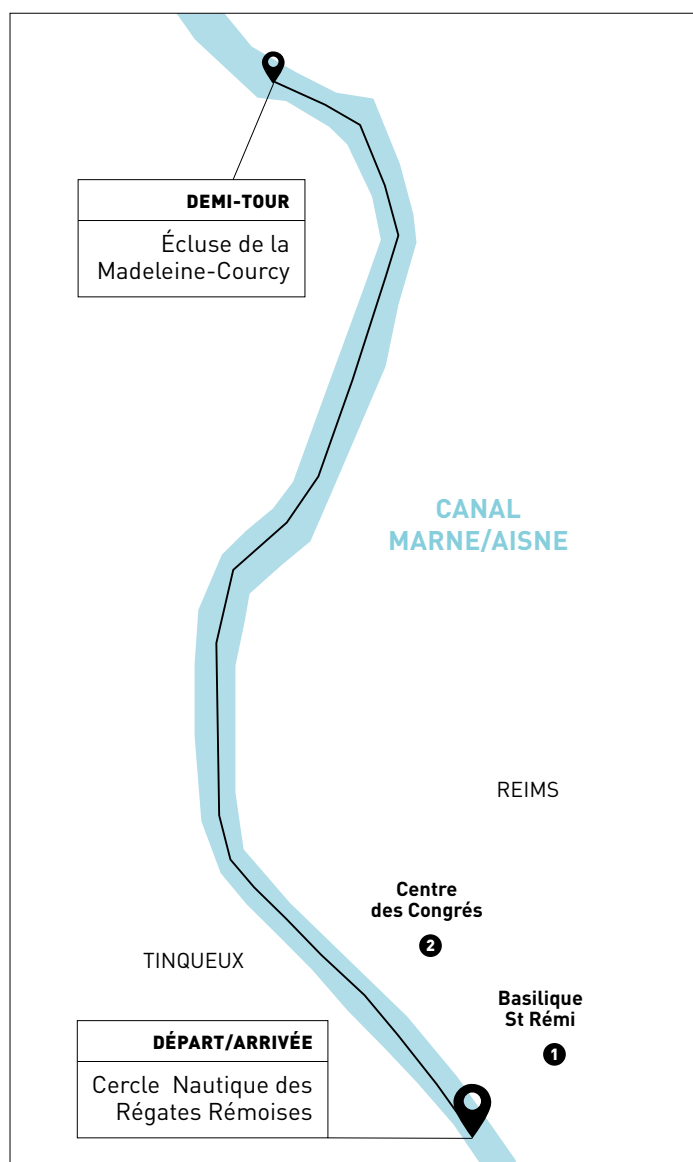 DEMI-TOUR
Écluse de la
Madeleine-Courcy
CANAL
MARNE/AISNE
REIMS
Centre
des Congrés
2
TINQUEUX
Basilique
St Rémi
1
DÉPART/ARRIVÉE
Cercle Nautique des
Régates Rémoises